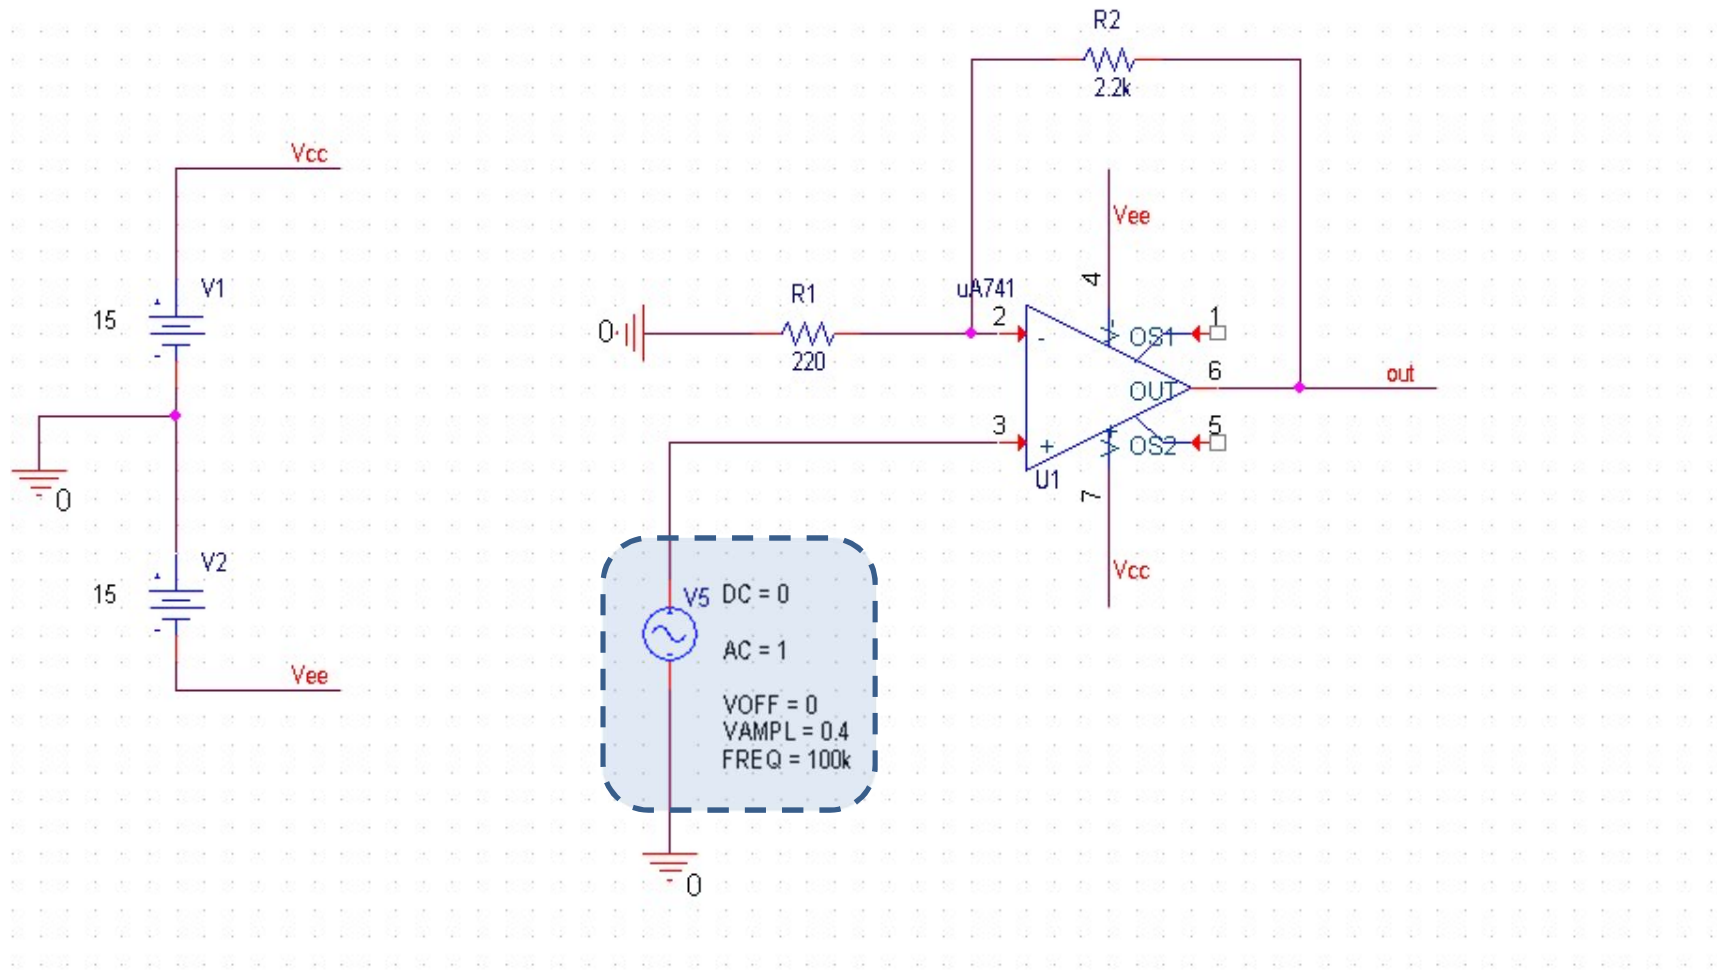 R2
2.2k
Vcc
Vee
V1
15
4
uA741
R1
2
1
0
220
-
OS1
6
OUT
out
3
5
+
OS2
U1
0
7
V2
15
Vcc
V5
DC = 0
AC = 1
Vee
VOFF = 0
VAMPL = 0.4
FREQ = 100k
0